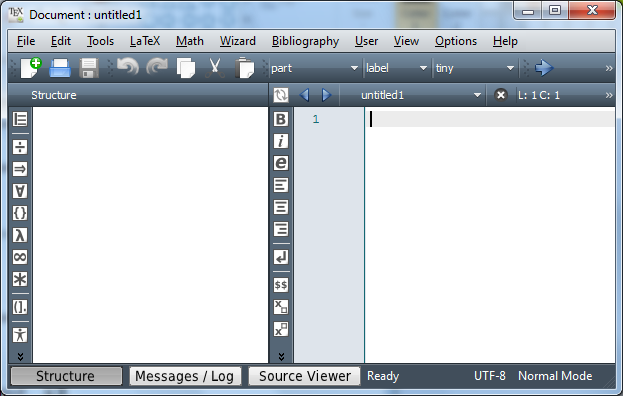 TEX Document : untitled1
File Edit Tools LaTeX Math Wizard Bibliography User View Options Help
part label tiny »
Structure untitled1 L: 1 C: 1 »
B 1
i
e
÷
⇒
∀
{}
λ
∞
(].
$$
Structure Messages / Log Source Viewer Ready UTF-8 Normal Mode